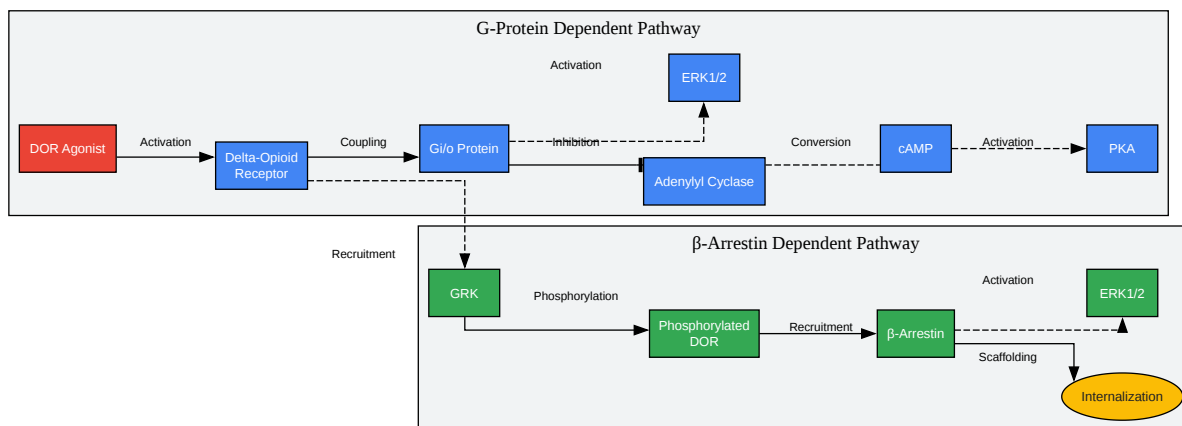 G-Protein Dependent Pathway
Activation
ERK1/2
DOR Agonist
Activation
Delta-Opioid
Receptor
Coupling
Gi/o Protein
Inhibition
Adenylyl Cyclase
Conversion
cAMP
Activation
PKA
Recruitment
β-Arrestin Dependent Pathway
GRK
Phosphorylation
Phosphorylated
DOR
Recruitment
β-Arrestin
Activation
ERK1/2
Scaffolding
Internalization